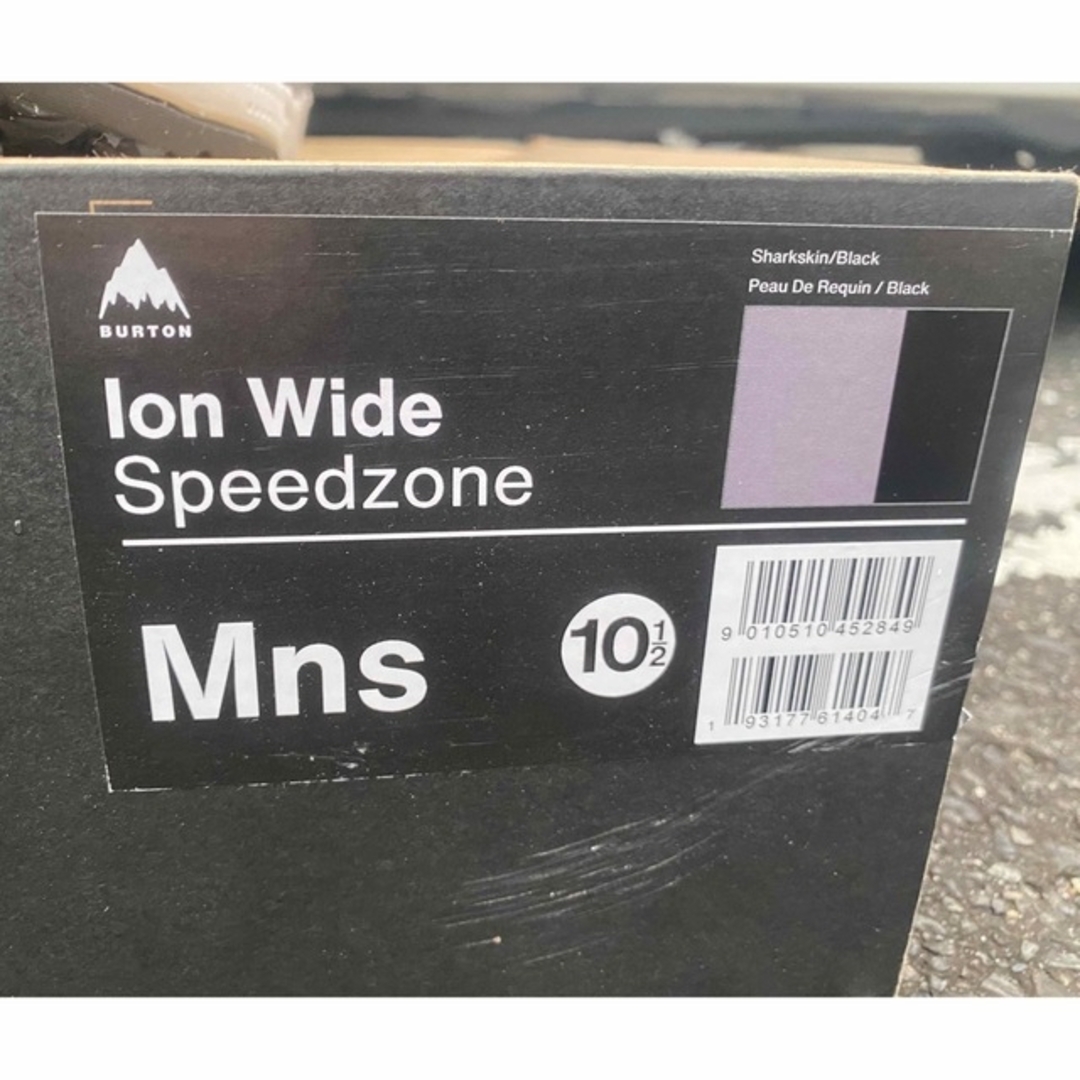 BURTON
Sharkskin/Black
Peau De Requin / Black
Ion Wide
Speedzone
Mns
10 1/2
9 010510 452849
1 93177 61404 7